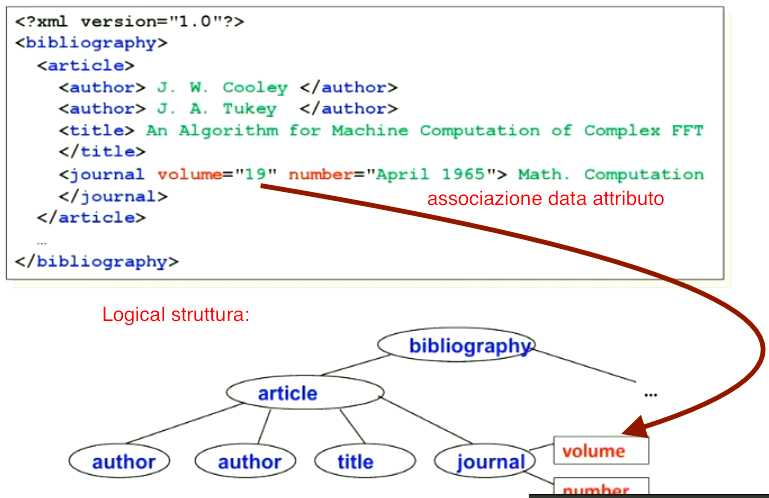 <?xml version="1.0"?>
<bibliography>
<article>
<author> J. W. Cooley </author>
<author> J. A. Tukey </author>
<title> An Algorithm for Machine Computation of Complex FFT
</title>
<journal volume="19" number="April 1965"> Math. Computation
</journal>
associazione data attributo
</article>
…
</bibliography>
Logical struttura:
bibliography
article
...
author author title journal volume
number